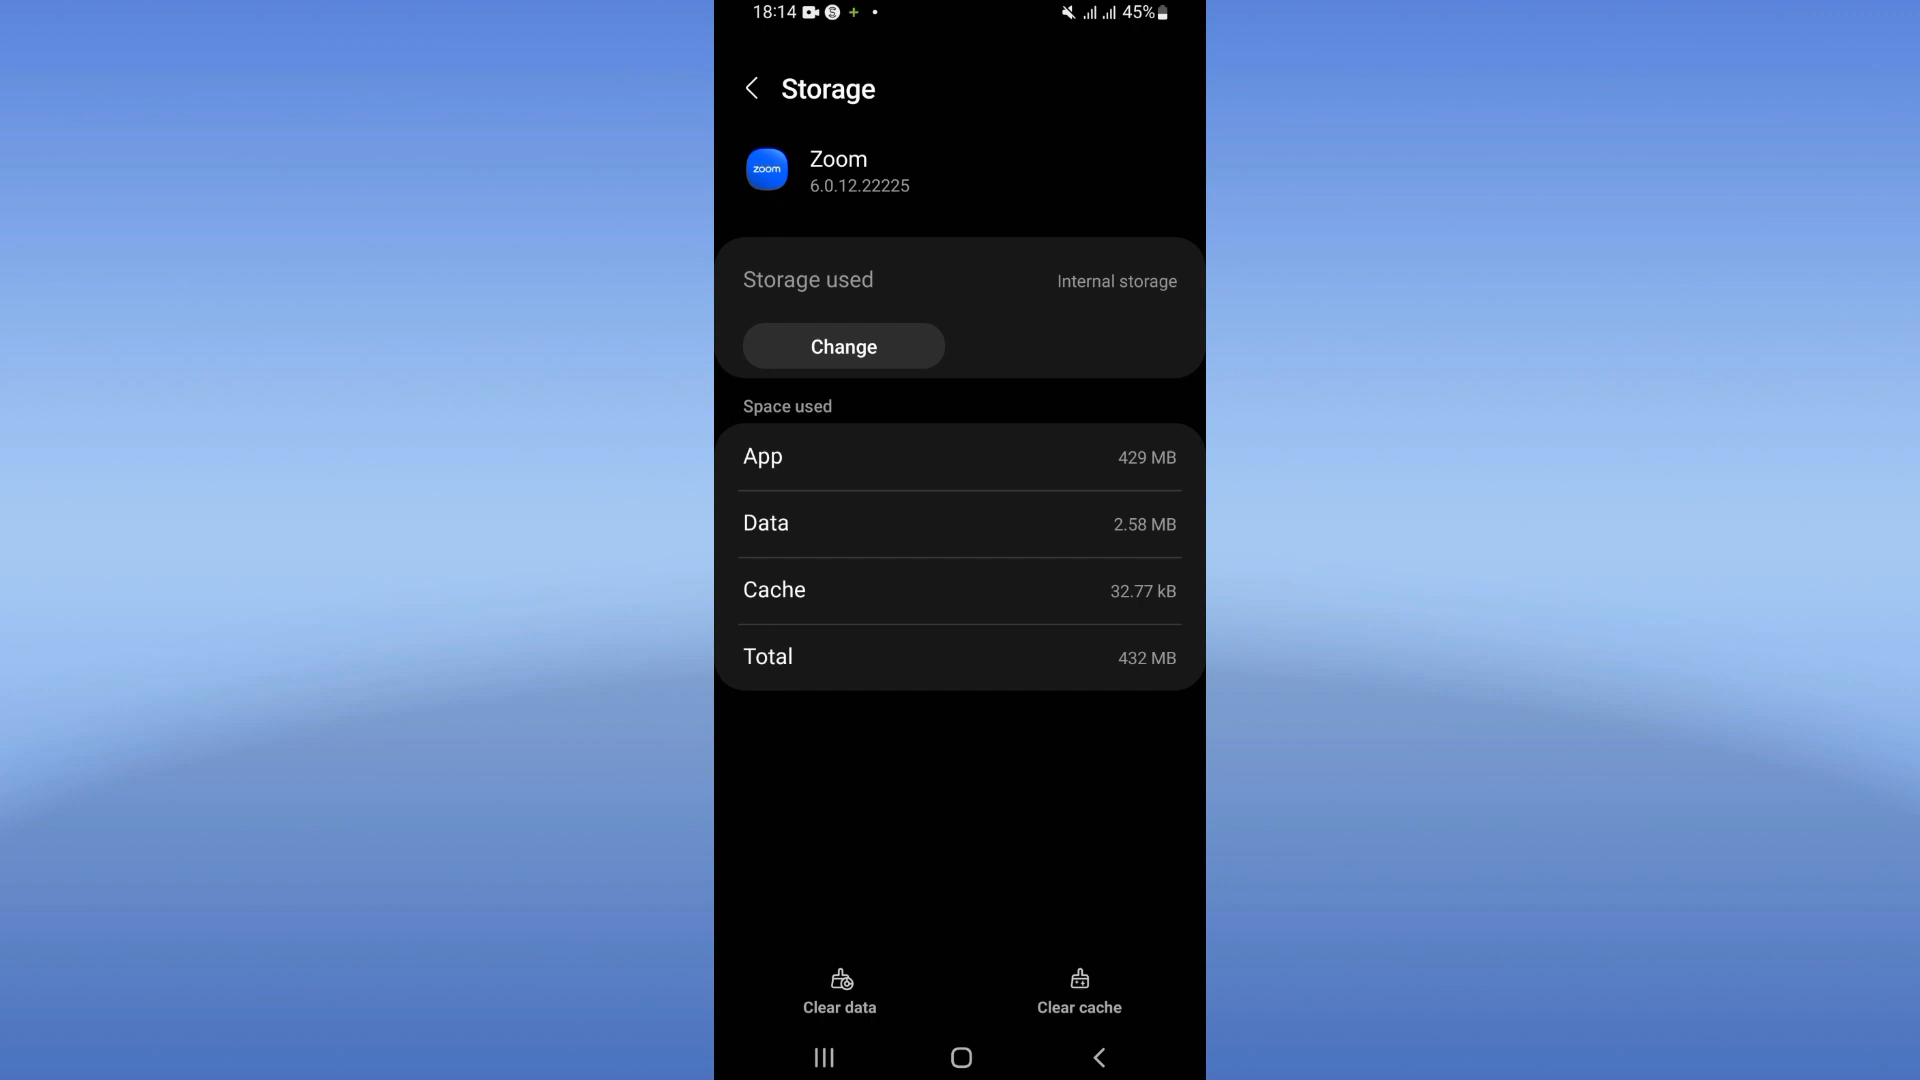 18:14 45%
Storage
zoom
Zoom
6.0.12.22225
Storage used Internal storage
Change
Space used
App 429 MB
Data 2.58 MB
Cache 32.77 kB
Total 432 MB
Clear data Clear cache